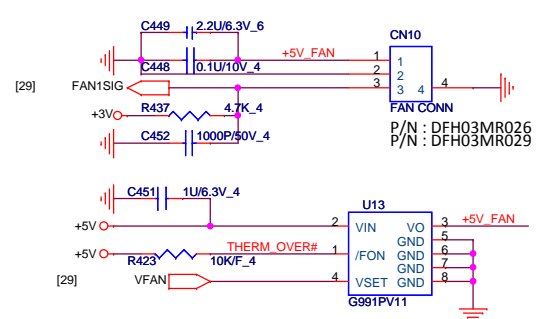 C449 2.2U/6.3V_6
CN10
+5V_FAN
1 1
C448 0.1U/10V_4
2 2
[29] FAN1SIG 3 3 4 4
R437 4.7K_4
FAN CONN
+3V
P/N : DFH03MR026
P/N : DFH03MR029
C452 1000P/50V_4
C451 1U/6.3V_4
U13
+5V 2 VIN VO 3 +5V_FAN
GND 5
+5V THERM_OVER# 1 /FON GND 6
R423 10K/F_4
GND 7
[29] VFAN 4 VSET GND 8
G991PV11